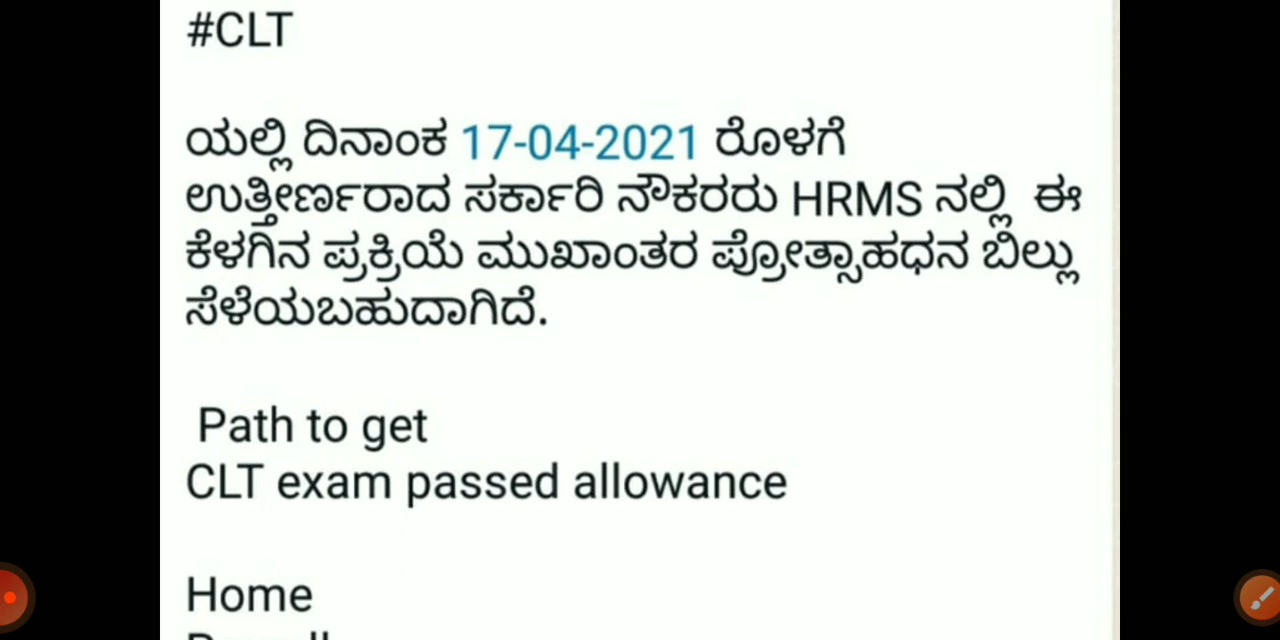 #CLT
ಯಲ್ಲಿ ದಿನಾಂಕ 17-04-2021 ರೊಳಗೆ
ಉತ್ತೀರ್ಣರಾದ ಸರ್ಕಾರಿ ನೌಕರರು HRMS ನಲ್ಲಿ ಈ
ಕೆಳಗಿನ ಪ್ರಕ್ರಿಯೆ ಮುಖಾಂತರ ಪ್ರೋತ್ಸಾಹಧನ ಬಿಲ್ಲು
ಸೆಳೆಯಬಹುದಾಗಿದೆ.
Path to get
CLT exam passed allowance
Home